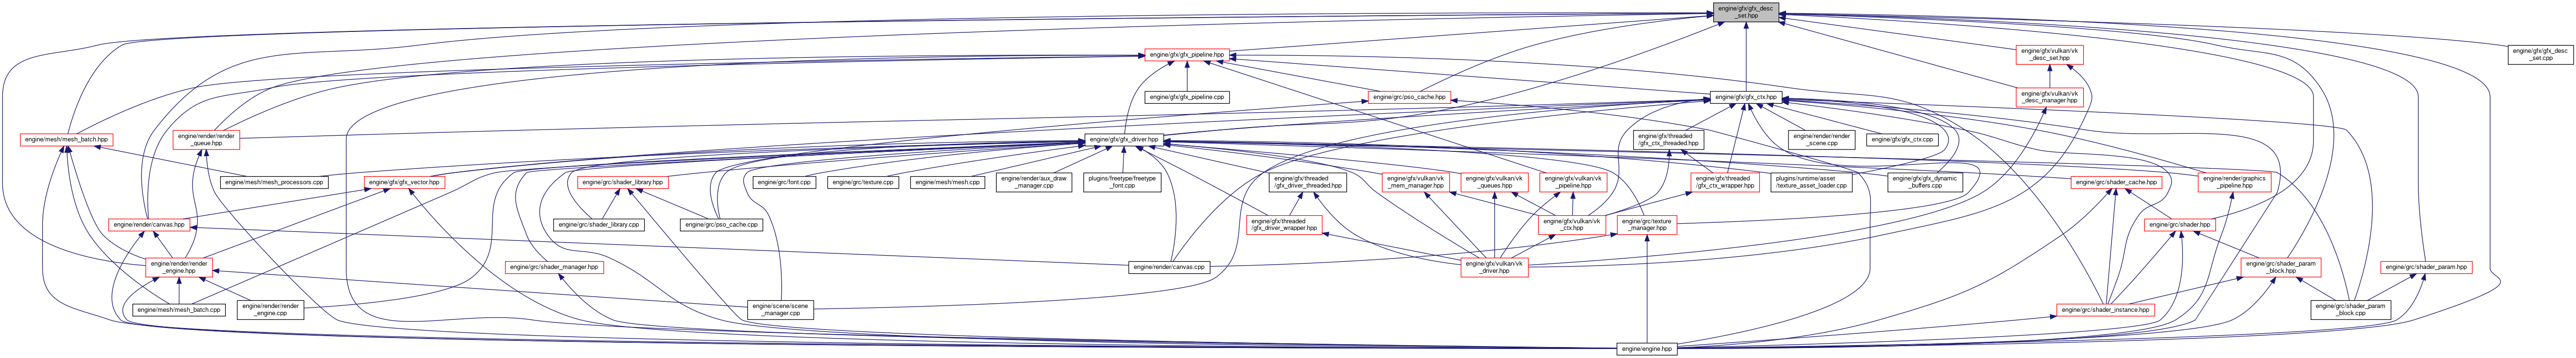 engine/gfx/gfx_desc
_set.hpp
engine/gfx/gfx_pipeline.hpp
engine/gfx/vulkan/vk
_desc_set.hpp
engine/gfx/gfx_desc
_set.cpp
engine/gfx/gfx_pipeline.cpp
engine/grc/pso_cache.hpp
engine/gfx/gfx_ctx.hpp
engine/gfx/vulkan/vk
_desc_manager.hpp
engine/mesh/mesh_batch.hpp
engine/render/render
_queue.hpp
engine/gfx/gfx_driver.hpp
engine/gfx/threaded
/gfx_ctx_threaded.hpp
engine/render/render
_scene.cpp
engine/gfx/gfx_ctx.cpp
engine/mesh/mesh_processors.cpp
engine/gfx/gfx_vector.hpp
engine/grc/shader_library.hpp
engine/grc/font.cpp
engine/grc/texture.cpp
engine/mesh/mesh.cpp
engine/render/aux_draw
_manager.cpp
plugins/freetype/freetype
_font.cpp
engine/gfx/threaded
/gfx_driver_threaded.hpp
engine/gfx/vulkan/vk
_mem_manager.hpp
engine/gfx/vulkan/vk
_queues.hpp
engine/gfx/vulkan/vk
_pipeline.hpp
engine/gfx/threaded
/gfx_ctx_wrapper.hpp
plugins/runtime/asset
/texture_asset_loader.cpp
engine/gfx/gfx_dynamic
_buffers.cpp
engine/grc/shader_cache.hpp
engine/render/graphics
_pipeline.hpp
engine/render/canvas.hpp
engine/grc/shader_library.cpp
engine/grc/pso_cache.cpp
engine/gfx/threaded
/gfx_driver_wrapper.hpp
engine/gfx/vulkan/vk
_ctx.hpp
engine/grc/texture
_manager.hpp
engine/grc/shader.hpp
engine/render/render
_engine.hpp
engine/grc/shader_manager.hpp
engine/render/canvas.cpp
engine/gfx/vulkan/vk
_driver.hpp
engine/grc/shader_param
_block.hpp
engine/grc/shader_param.hpp
engine/mesh/mesh_batch.cpp
engine/render/render
_engine.cpp
engine/scene/scene
_manager.cpp
engine/grc/shader_instance.hpp
engine/grc/shader_param
_block.cpp
engine/engine.hpp